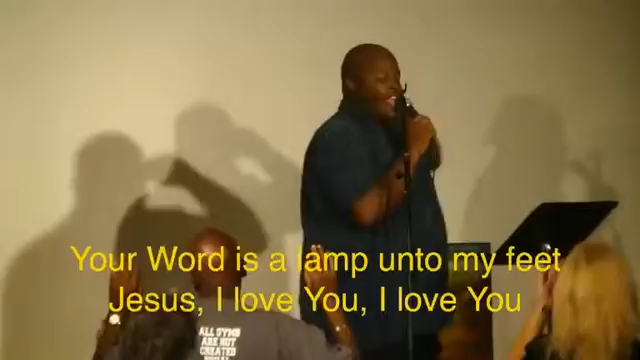 Your Word is a lamp unto my feet
Jesus, I love You, I love You
ALL GYMS
ARE NOT
CREATED